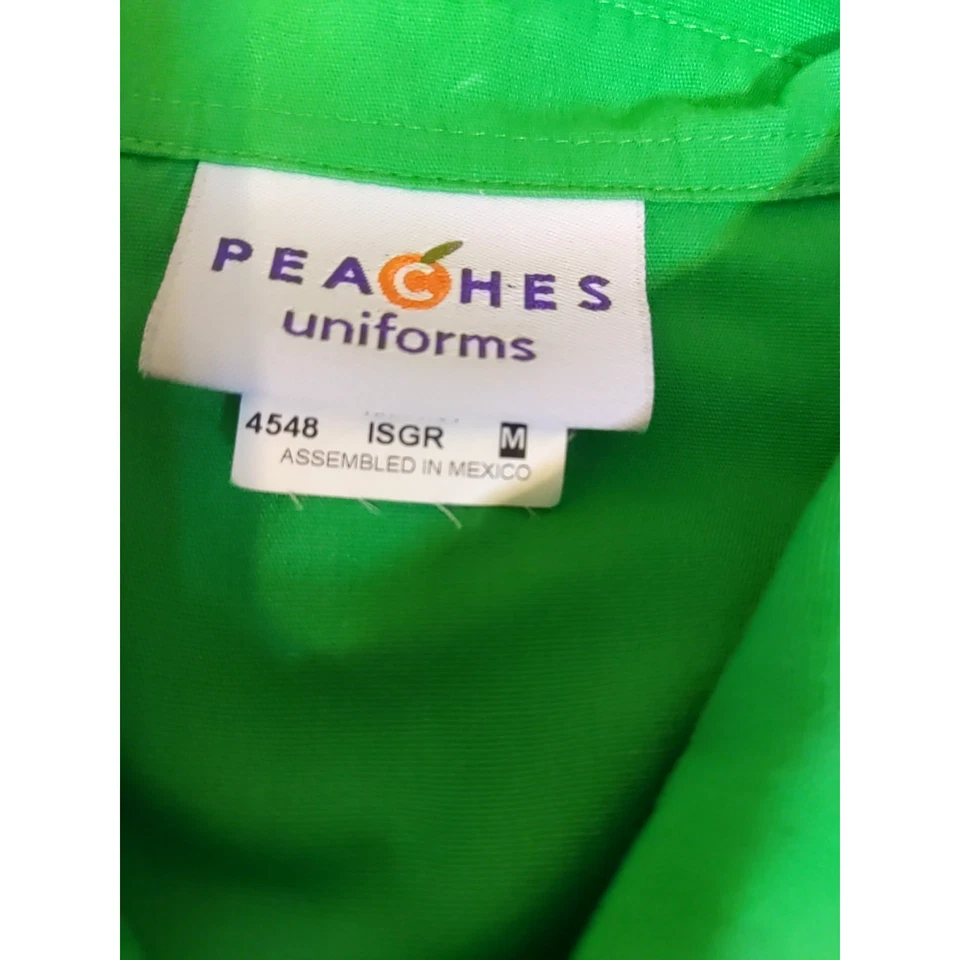 PEACHES
uniforms
4548 ISGR M
ASSEMBLED IN MEXICO